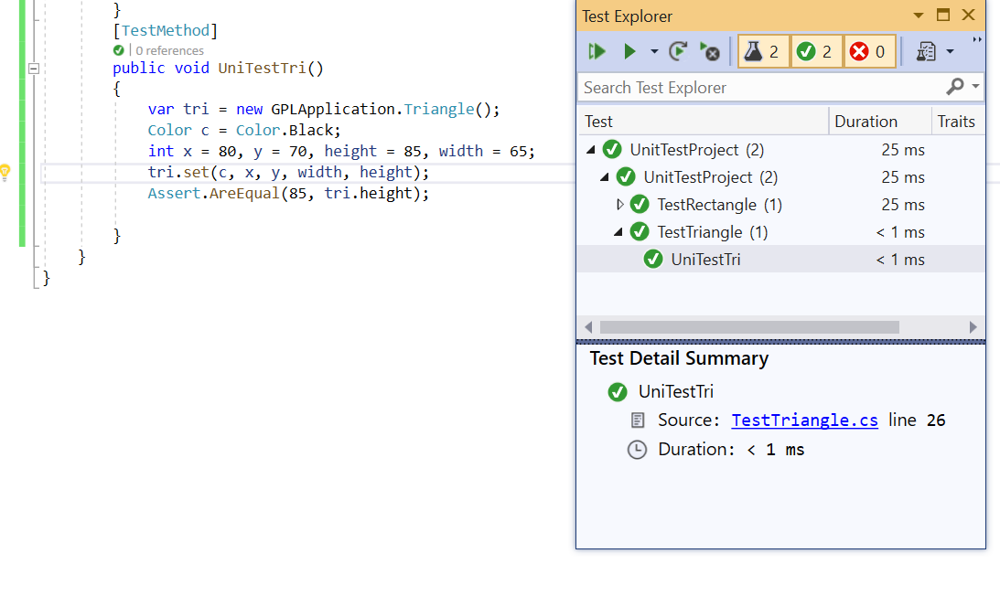 }
[TestMethod]
| 0 references
public void UniTestTri()
{
var tri = new GPLApplication.Triangle();
Color c = Color.Black;
int x = 80, y = 70, height = 85, width = 65;
tri.set(c, x, y, width, height);
Assert.AreEqual(85, tri.height);
}
}
}
Test Explorer
2 2 0
Search Test Explorer
Test Duration Traits
UnitTestProject (2) 25 ms
UnitTestProject (2) 25 ms
TestRectangle (1) 25 ms
TestTriangle (1) < 1 ms
UniTestTri < 1 ms
Test Detail Summary
UniTestTri
Source: TestTriangle.cs line 26
Duration: < 1 ms